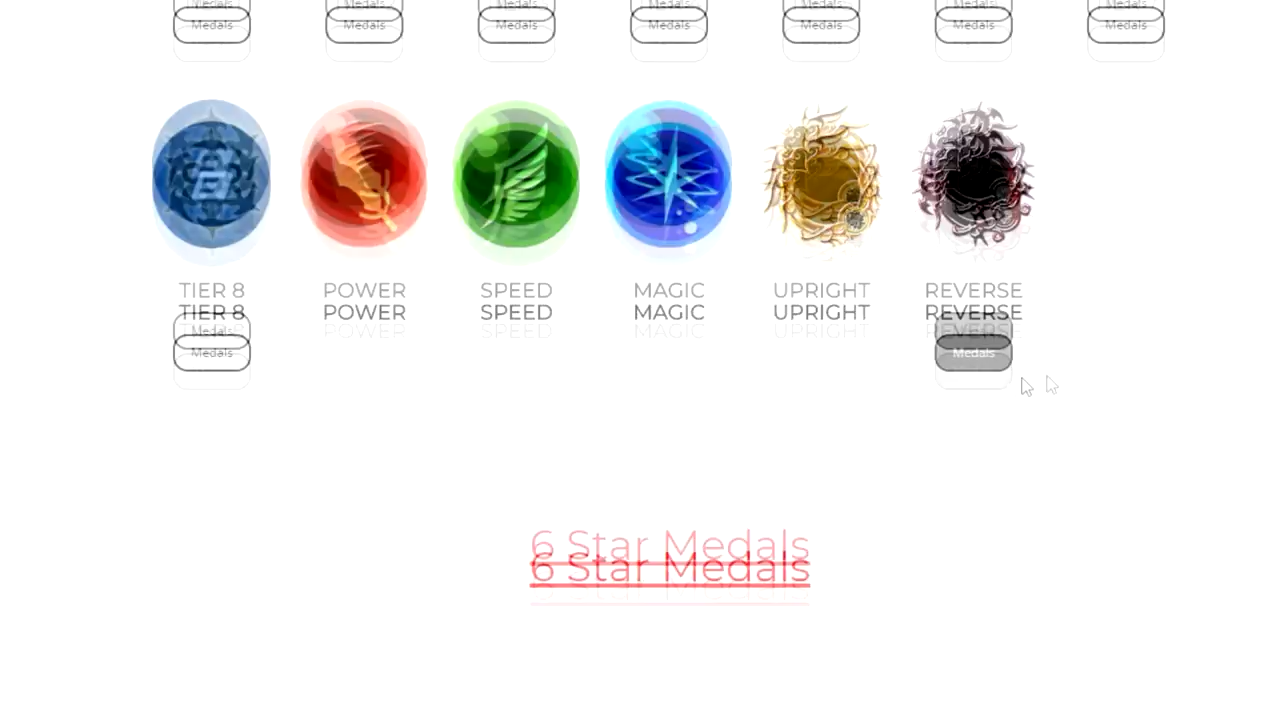 Medals Medals Medals Medals Medals Medals Medals
TIER 8 POWER SPEED MAGIC UPRIGHT REVERSE
Medals Medals
6 Star Medals